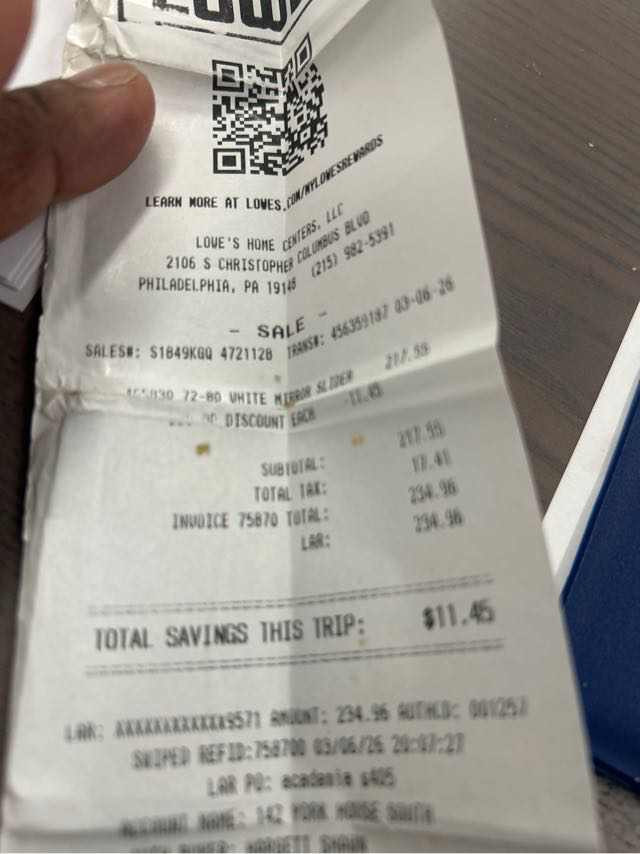 LOWE'S
LEARN MORE AT LOWES.COM/MYLOWESREWARDS
LOWE'S HOME CENTERS, LLC
2106 S CHRISTOPHER COLUMBUS BLVD
PHILADELPHIA, PA 19148 (215) 982-5391
- SALE -
SALES#: S1849KGQ 4721128 TRANS#: 456359187 03-06-26
72-80 WHITE MIRROR SLIDER 217.55
DISCOUNT EACH -11.45
SUBTOTAL: 217.55
TOTAL TAX: 17.41
INVOICE 75870 TOTAL: 234.96
LAR: 234.96
TOTAL SAVINGS THIS TRIP: $11.45
LAR: XXXXXXXXXXXX9571 AMOUNT: 234.96 AUTHCD: 001257
SWIPED REFID:758700 03/06/26 20:07:27
LAR PO: academia s405
ACCOUNT NAME: 142 YORK HOUSE SOUTH
HARGETT SHAWN